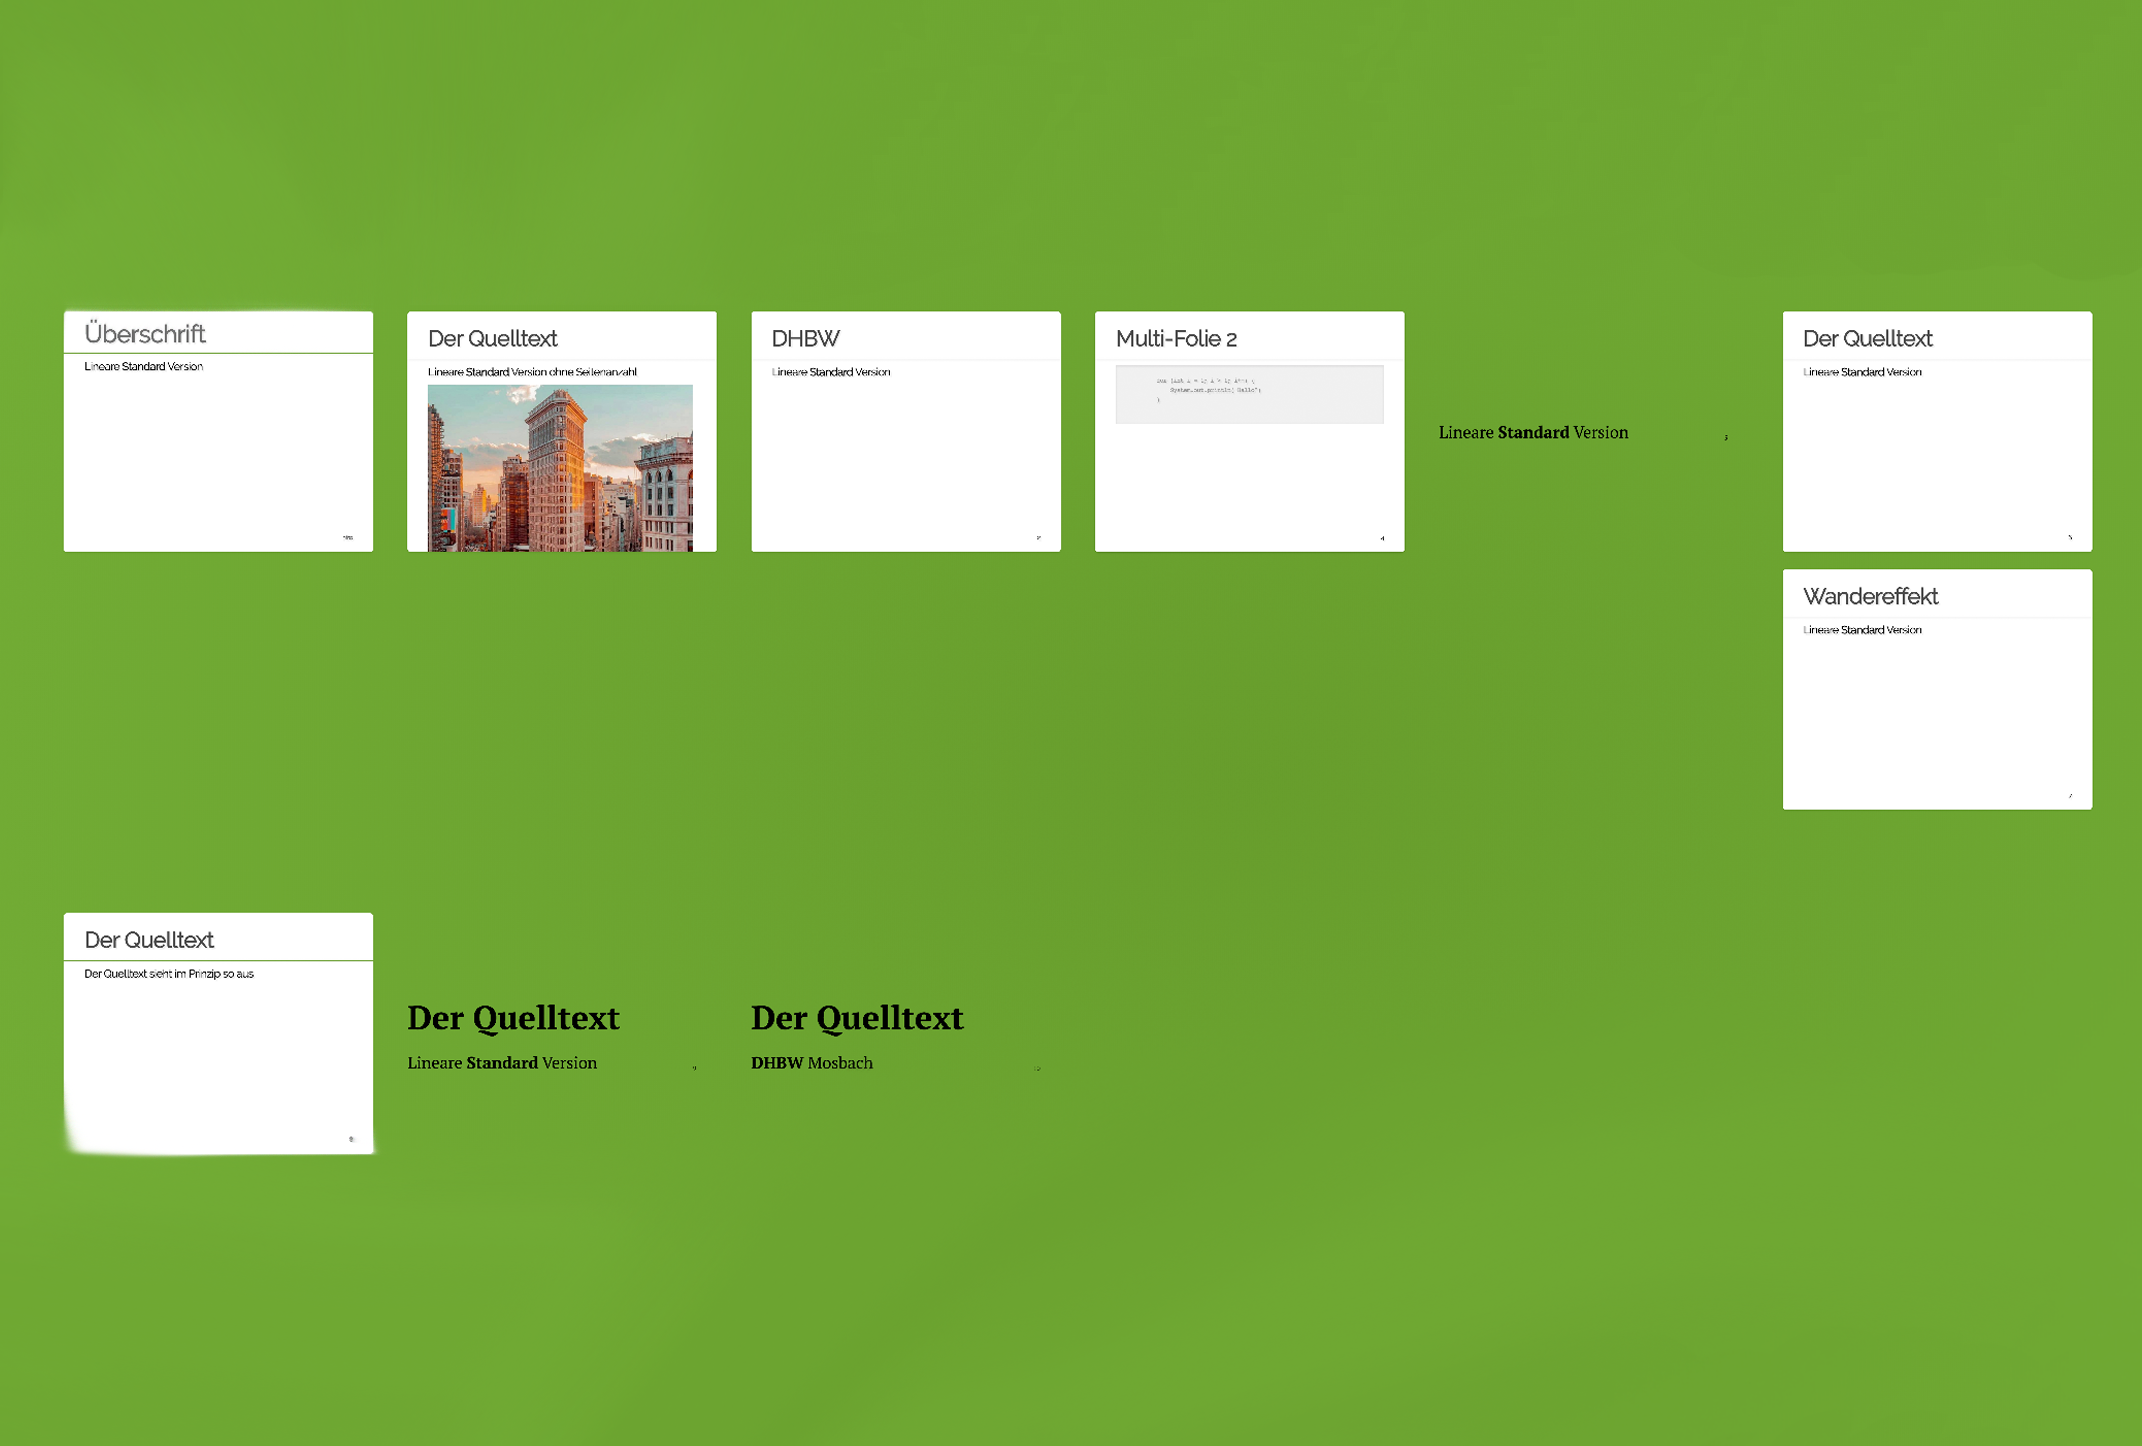 Überschrift
Lineare Standard Version
Der Quelltext
Lineare Standard Version ohne Seitenanzahl
DHBW
Lineare Standard Version
Multi-Folie 2
}
4
Lineare Standard Version
Der Quelltext
Lineare Standard Version
Wandereffekt
Lineare Standard Version
Der Quelltext
Der Quelltext sieht im Prinzip so aus
Der Quelltext
Lineare Standard Version
Der Quelltext
DHBW Mosbach